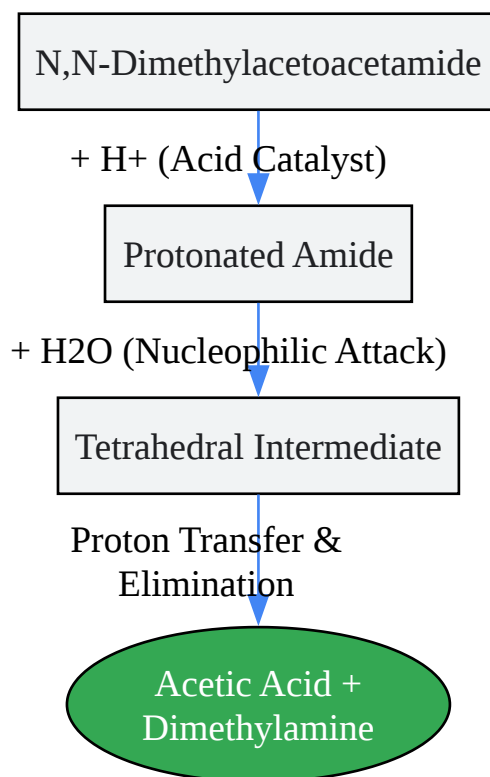 N,N-Dimethylacetoacetamide
+ H+ (Acid Catalyst)
Protonated Amide
+ H2O (Nucleophilic Attack)
Tetrahedral Intermediate
Proton Transfer &
Elimination
Acetic Acid +
Dimethylamine